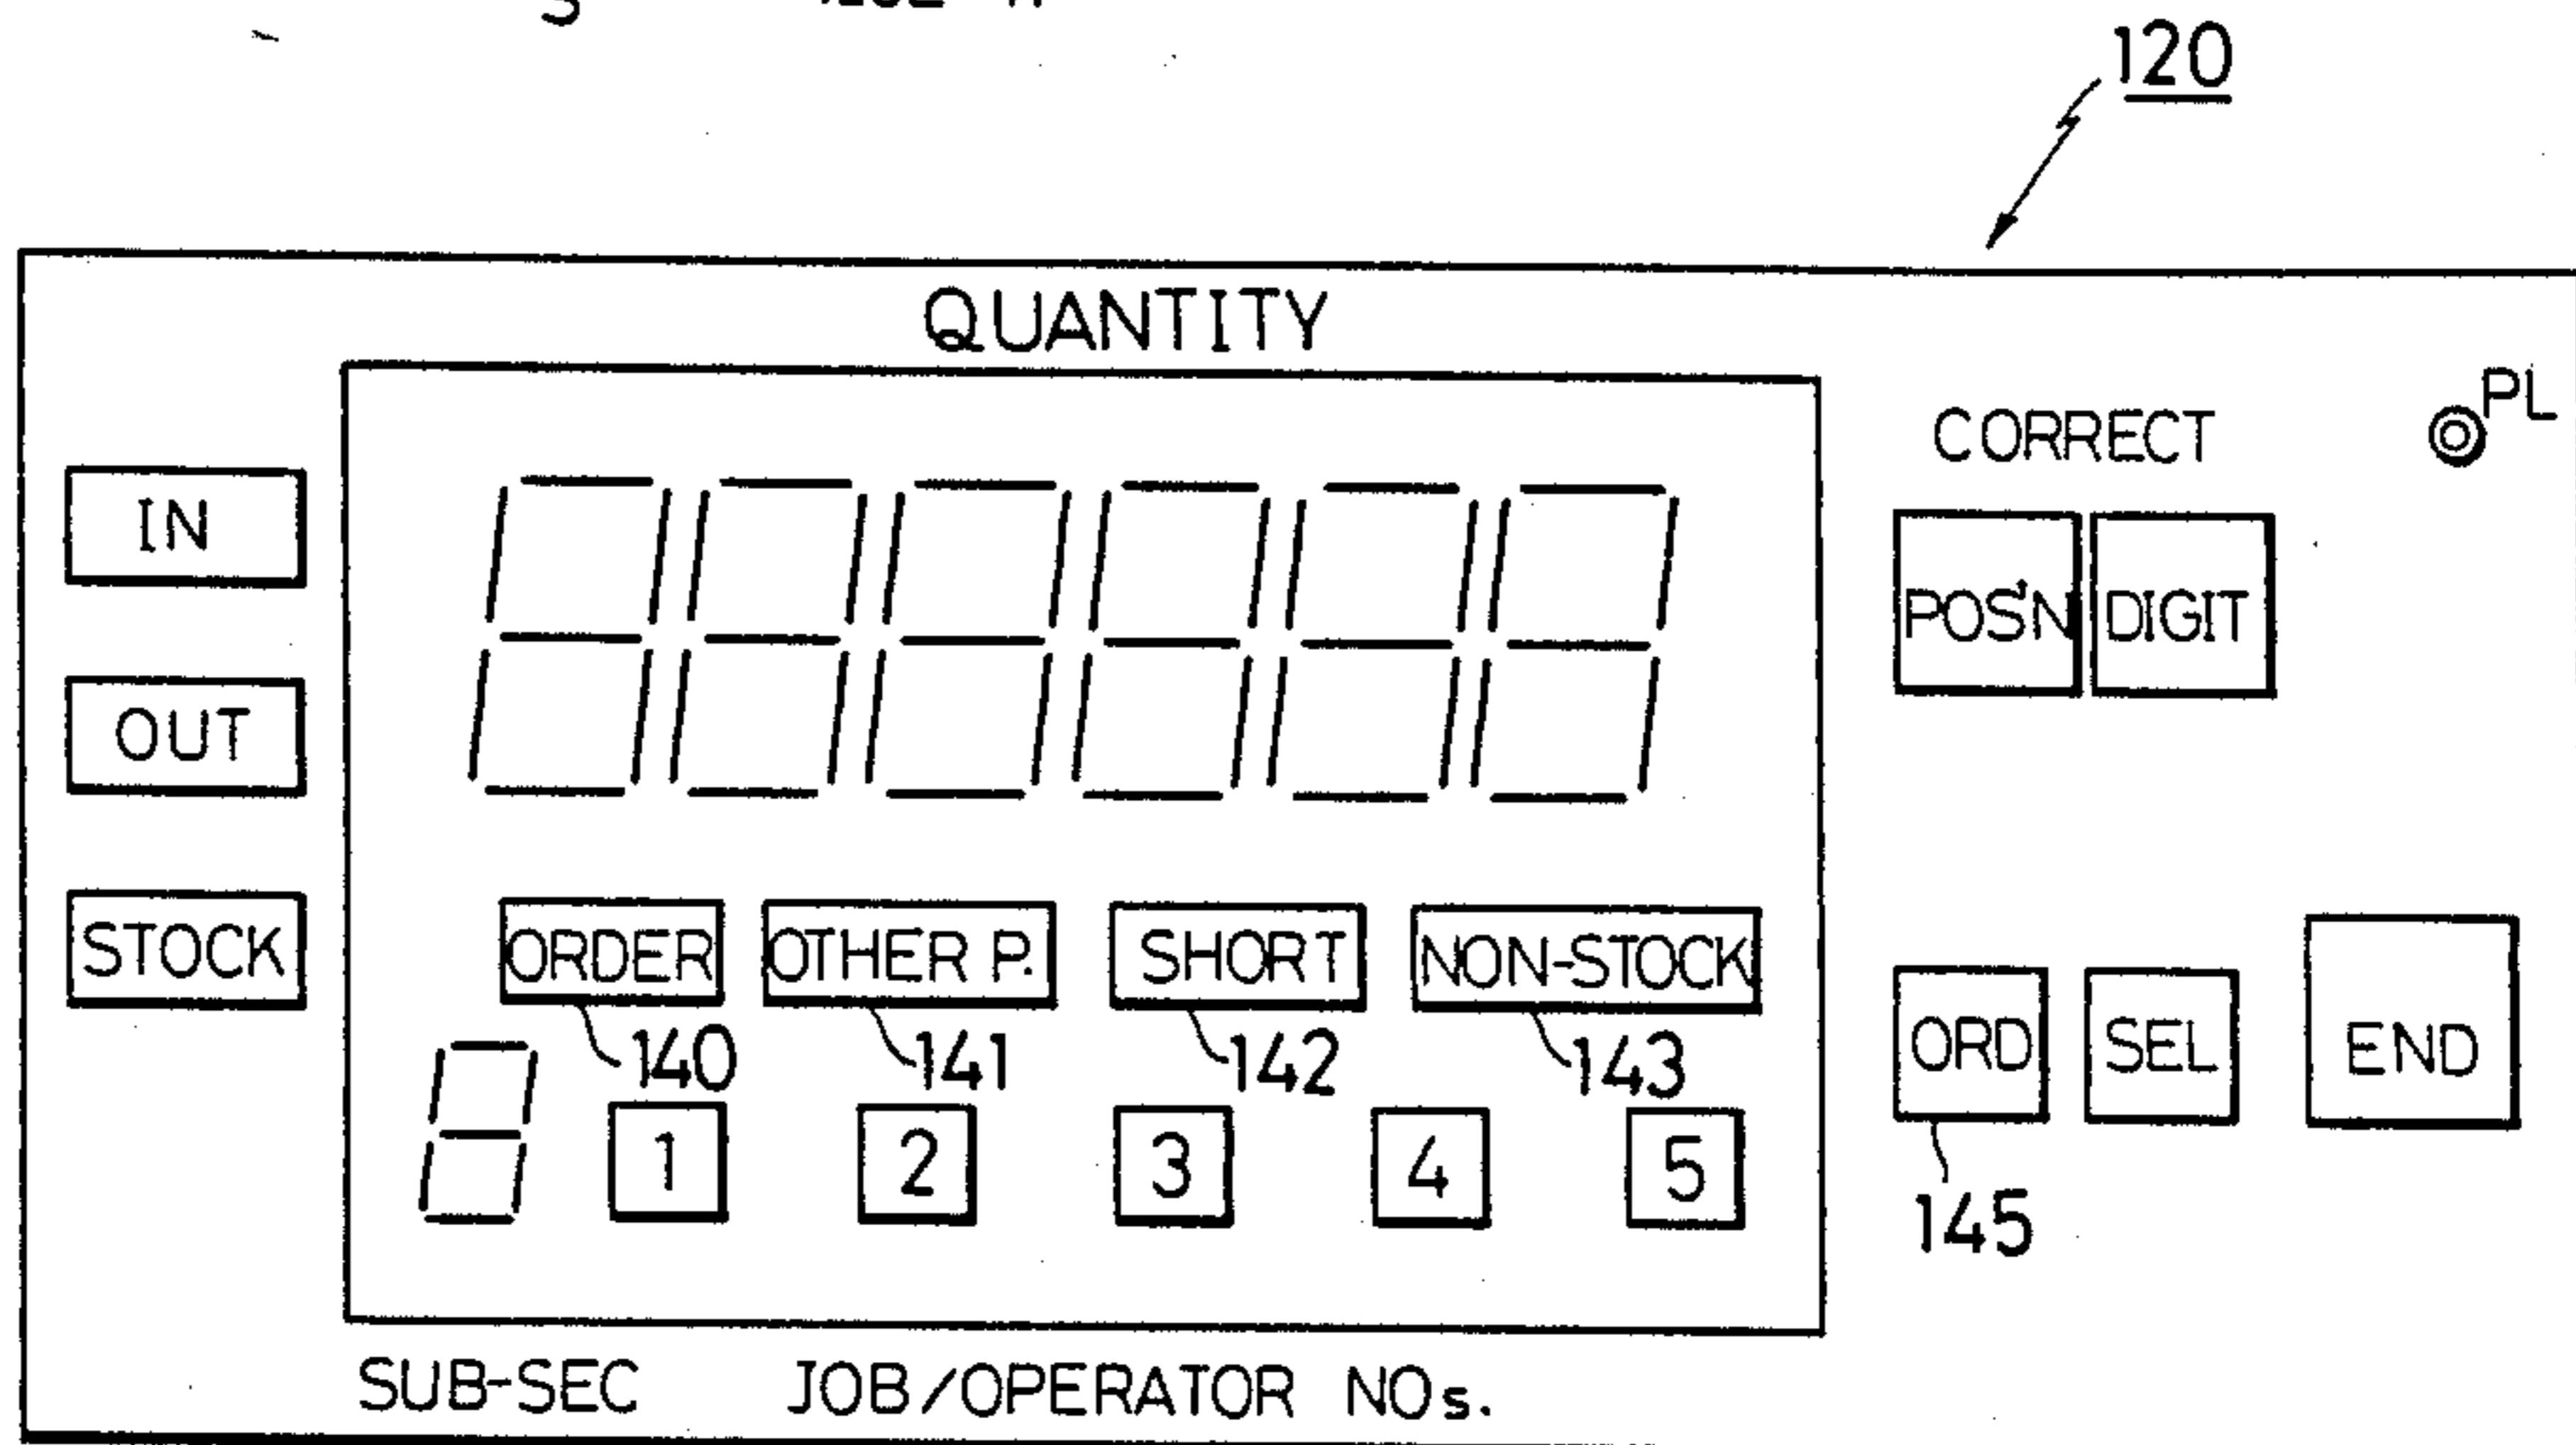 120
QUANTITY
PL
CORRECT
IN
POS'N DIGIT
OUT
STOCK ORDER OTHER P. SHORT NON-STOCK
140 141 142 143
ORD SEL END
1 2 3 4 5
145
SUB-SEC JOB/OPERATOR NOs.